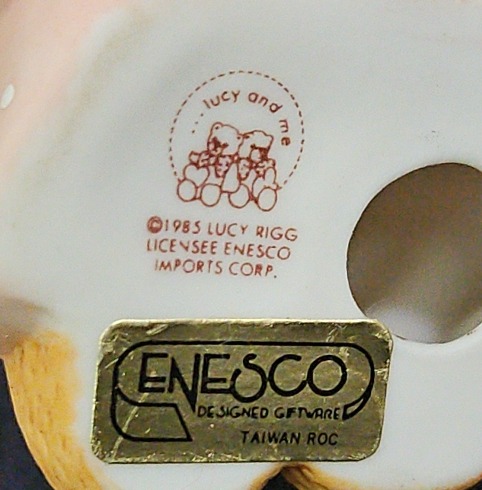 ...lucy and me
©1985 LUCY RIGG
LICENSEE ENESCO
IMPORTS CORP.
ENESCO
DESIGNED GIFTWARE
TAIWAN ROC